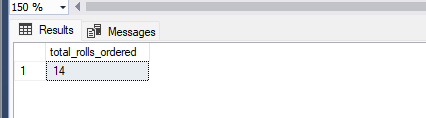 150 %
Results Messages
total_rolls_ordered
1 14